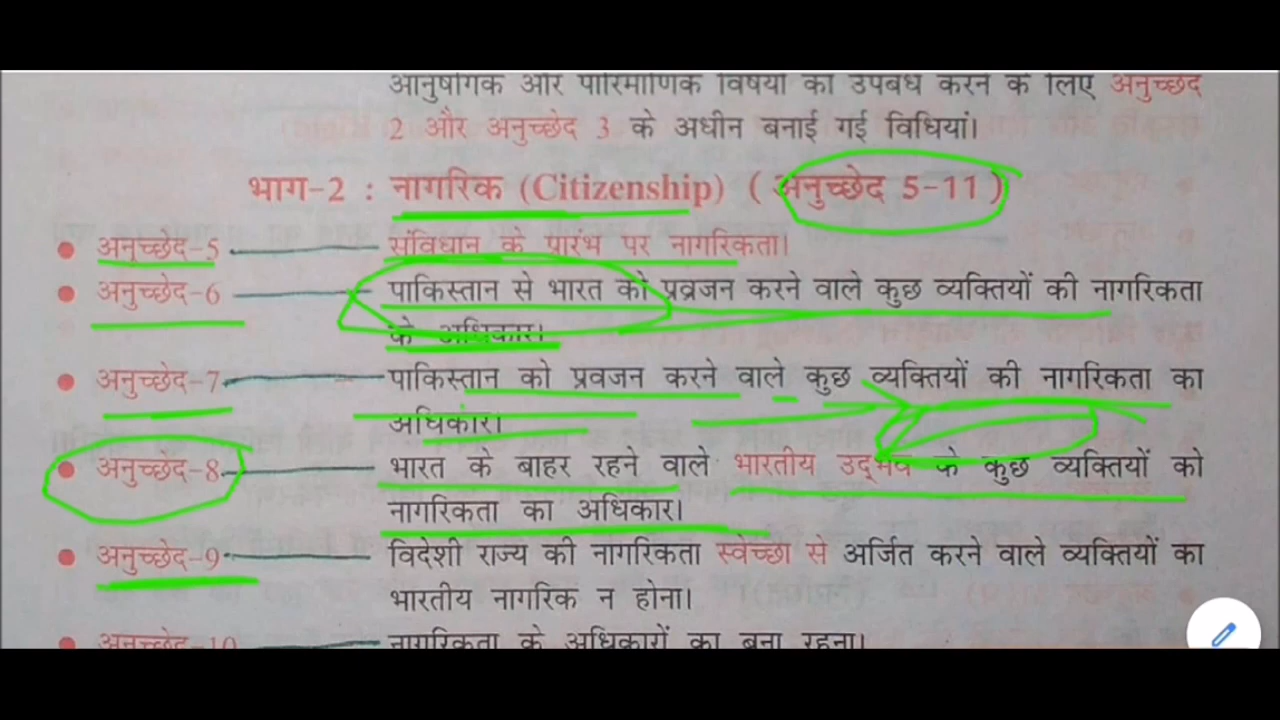 आनुषंगिक और पारिमाणिक विषयों का उपबंध करने के लिए अनुच्छेद
2 और अनुच्छेद 3 के अधीन बनाई गई विधियां।
भाग-2 : नागरिक (Citizenship) ( अनुच्छेद 5-11 )
अनुच्छेद-5 संविधान के प्रारंभ पर नागरिकता।
अनुच्छेद-6 पाकिस्तान से भारत को प्रव्रजन करने वाले कुछ व्यक्तियों की नागरिकता
के अधिकार।
अनुच्छेद-7 पाकिस्तान को प्रवजन करने वाले कुछ व्यक्तियों की नागरिकता का
अधिकार।
अनुच्छेद-8 भारत के बाहर रहने वाले भारतीय उद्भव के कुछ व्यक्तियों को
नागरिकता का अधिकार।
अनुच्छेद-9 विदेशी राज्य की नागरिकता स्वेच्छा से अर्जित करने वाले व्यक्तियों का
भारतीय नागरिक न होना।
अनुच्छेद-10 नागरिकता के अधिकारों का बना रहना।